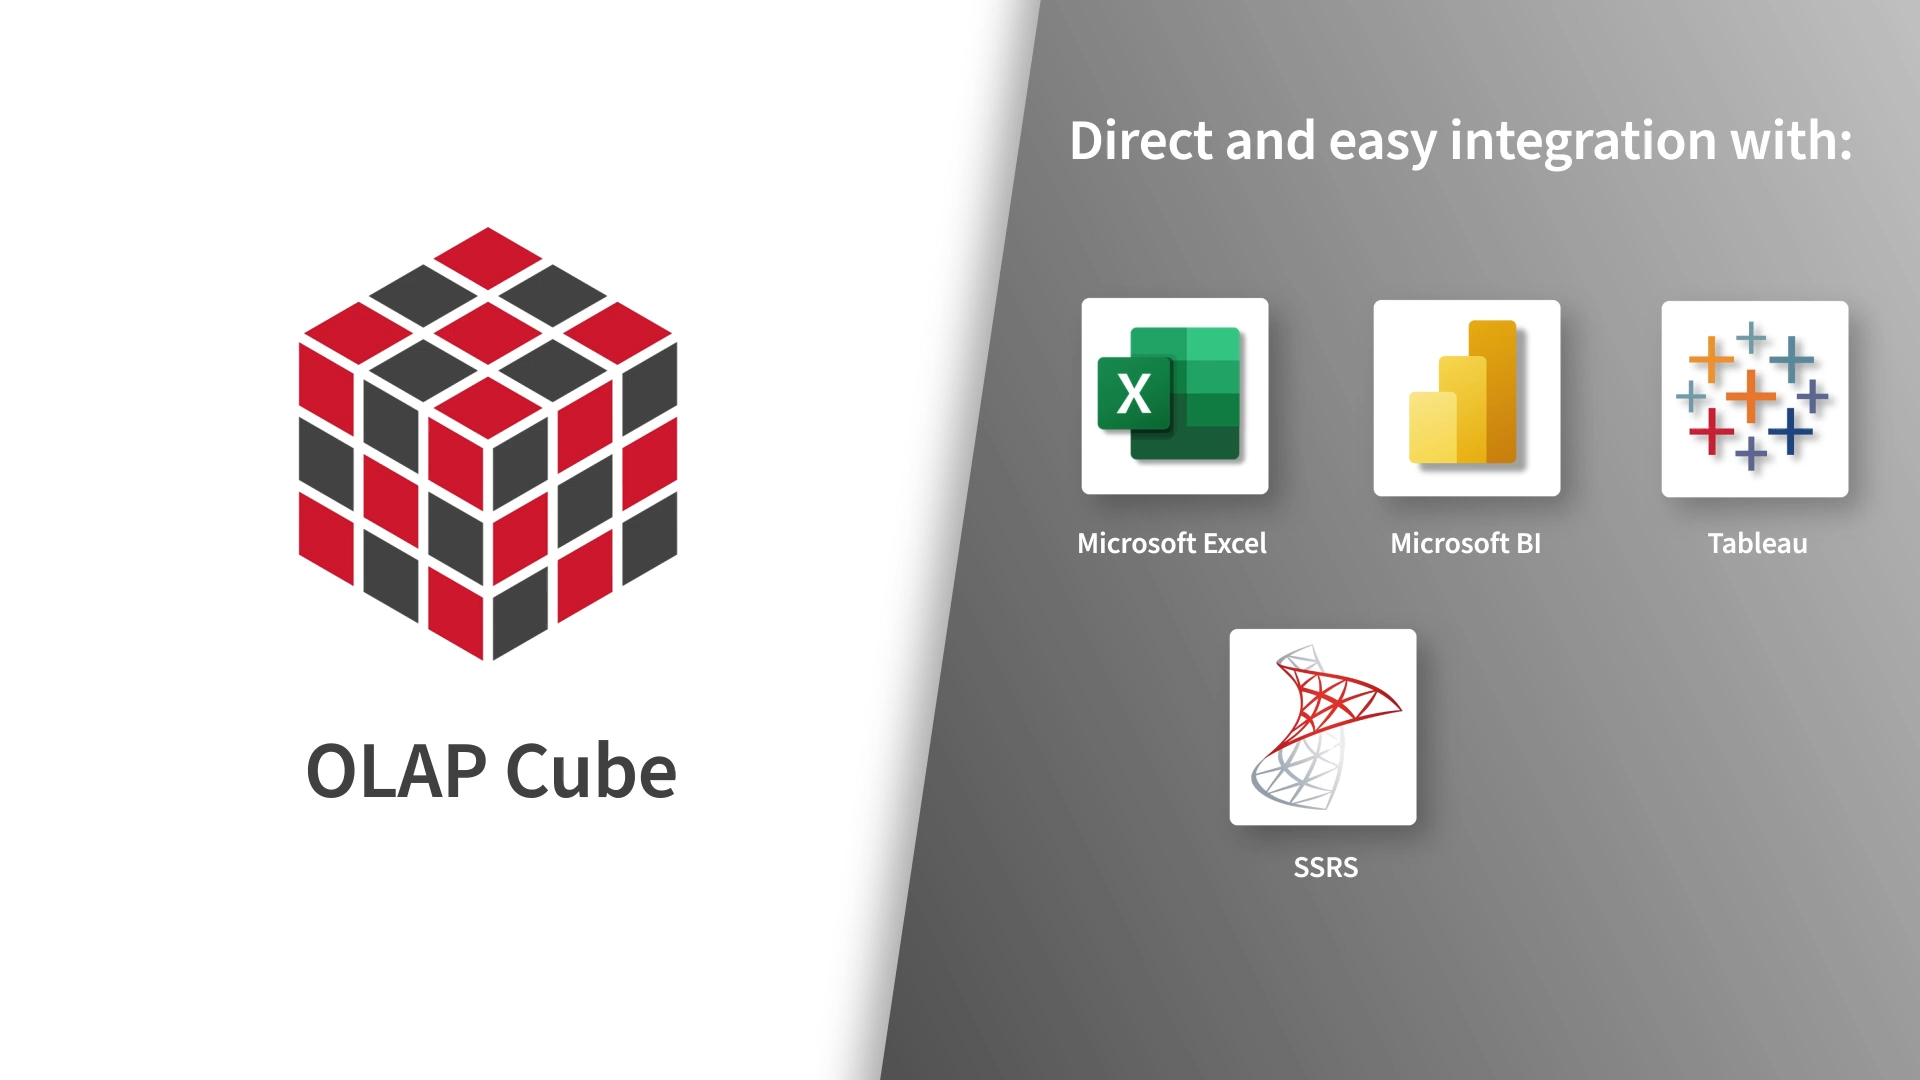 OLAP Cube
Direct and easy integration with:
X
Microsoft Excel
Microsoft BI
Tableau
SSRS